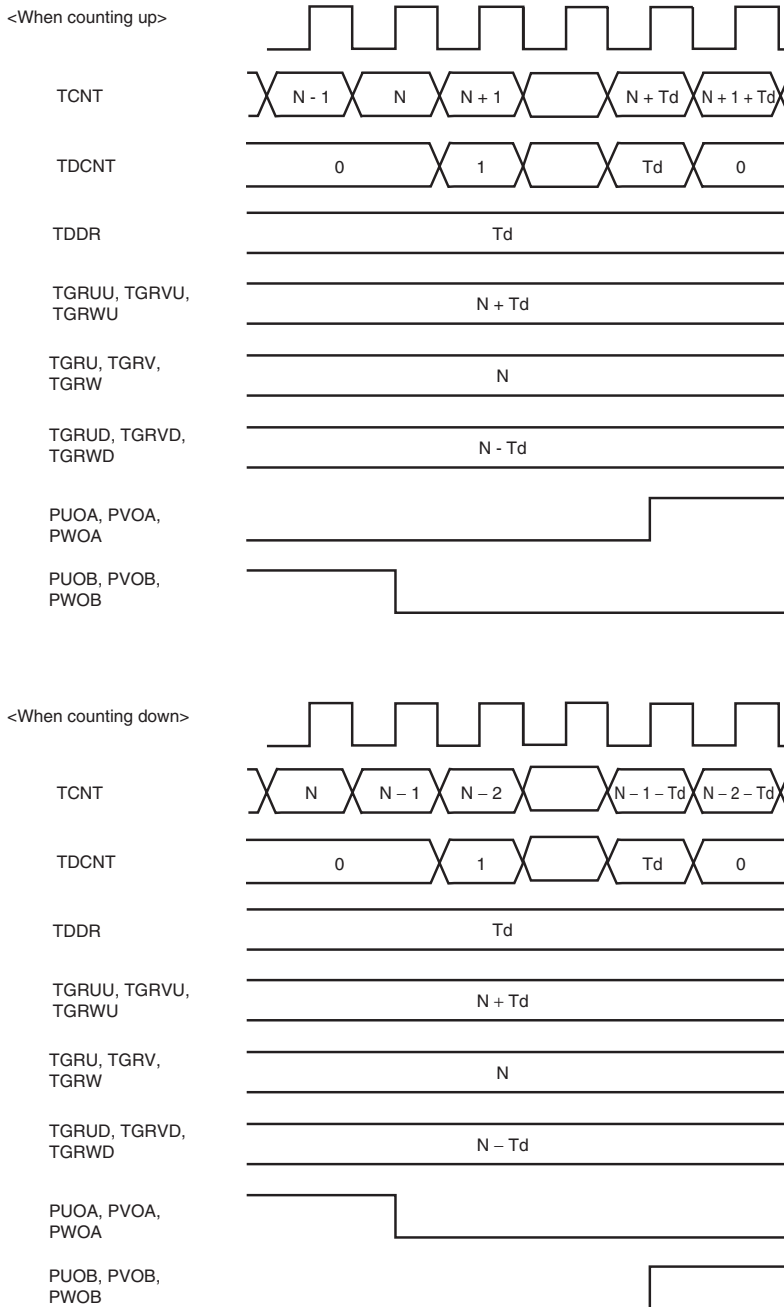 <When counting up>
TCNT
N - 1 N N + 1 N + Td N + 1 + Td
TDCNT
0 1 Td 0
TDDR
Td
TGRUU, TGRVU,
TGRWU
N + Td
TGRU, TGRV,
TGRW
N
TGRUD, TGRVD,
TGRWD
N - Td
PUOA, PVOA,
PWOA
PUOB, PVOB,
PWOB
<When counting down>
TCNT
N N – 1 N – 2 N – 1 – Td N – 2 – Td
TDCNT
0 1 Td 0
TDDR
Td
TGRUU, TGRVU,
TGRWU
N + Td
TGRU, TGRV,
TGRW
N
TGRUD, TGRVD,
TGRWD
N – Td
PUOA, PVOA,
PWOA
PUOB, PVOB,
PWOB